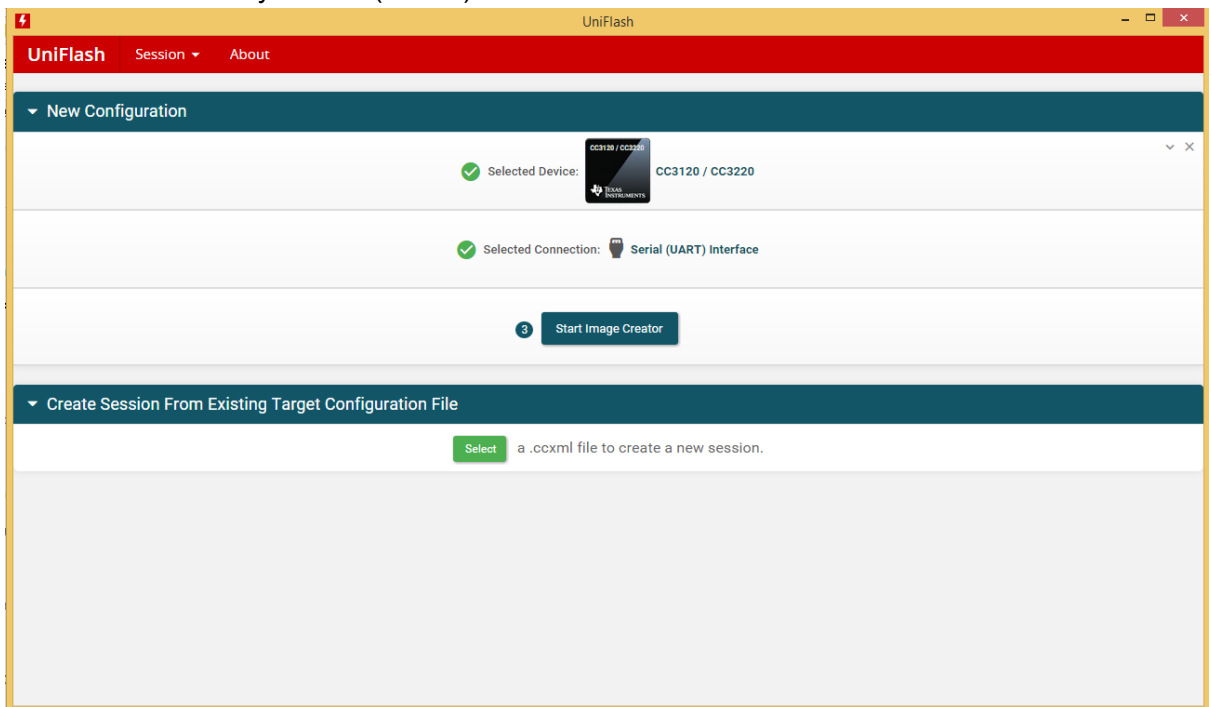 UniFlash
UniFlash Session About
New Configuration
Selected Device: CC3120 / CC3220 TEXAS INSTRUMENTS CC3120 / CC3220
Selected Connection: Serial (UART) Interface
3 Start Image Creator
Create Session From Existing Target Configuration File
Select a .ccxml file to create a new session.